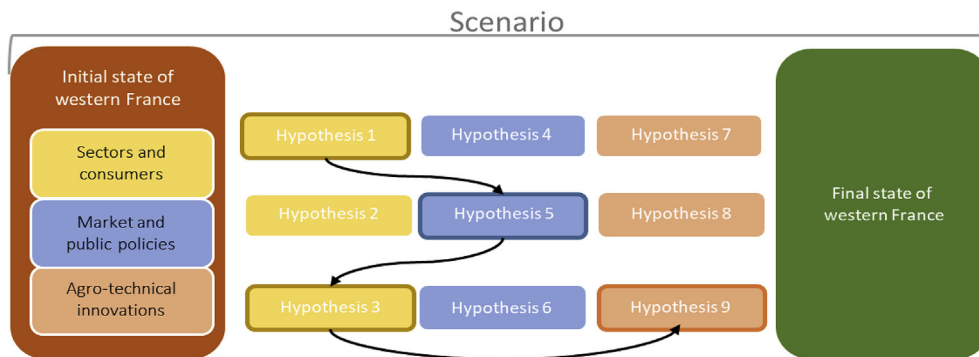 Scenario
Initial state of
western France
Sectors and
consumers
Market and
public policies
Agro-technical
innovations
Hypothesis 1
Hypothesis 4
Hypothesis 7
Hypothesis 2
Hypothesis 5
Hypothesis 8
Hypothesis 3
Hypothesis 6
Hypothesis 9
Final state of
western France